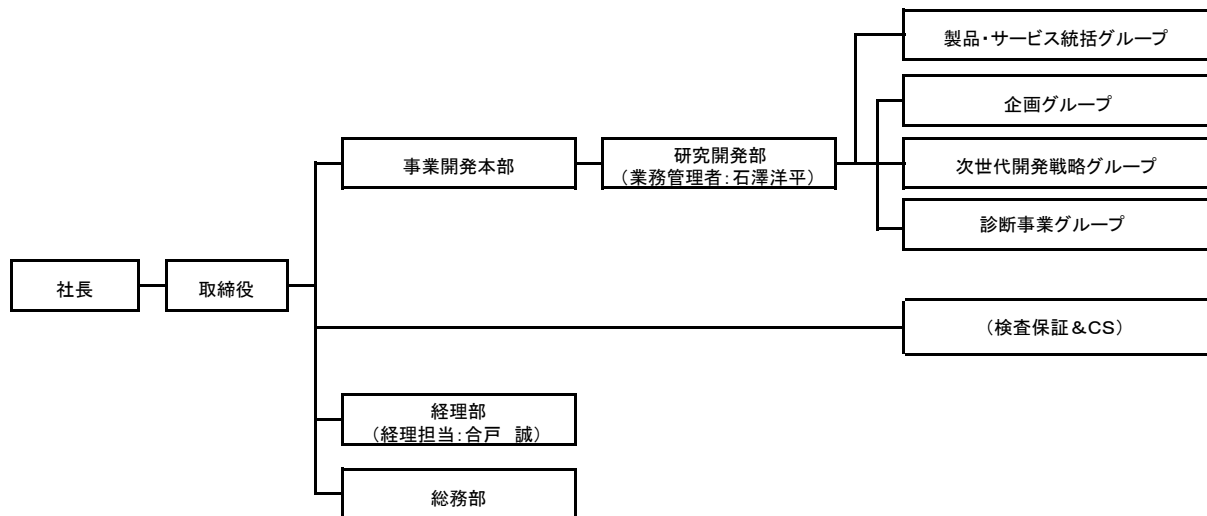 製品・サービス統括グループ
企画グループ
事業開発本部
研究開発部
（業務管理者：石澤洋平）
次世代開発戦略グループ
診断事業グループ
社長
取締役
（検査保証＆CS）
経理部
（経理担当：合戸　誠）
総務部